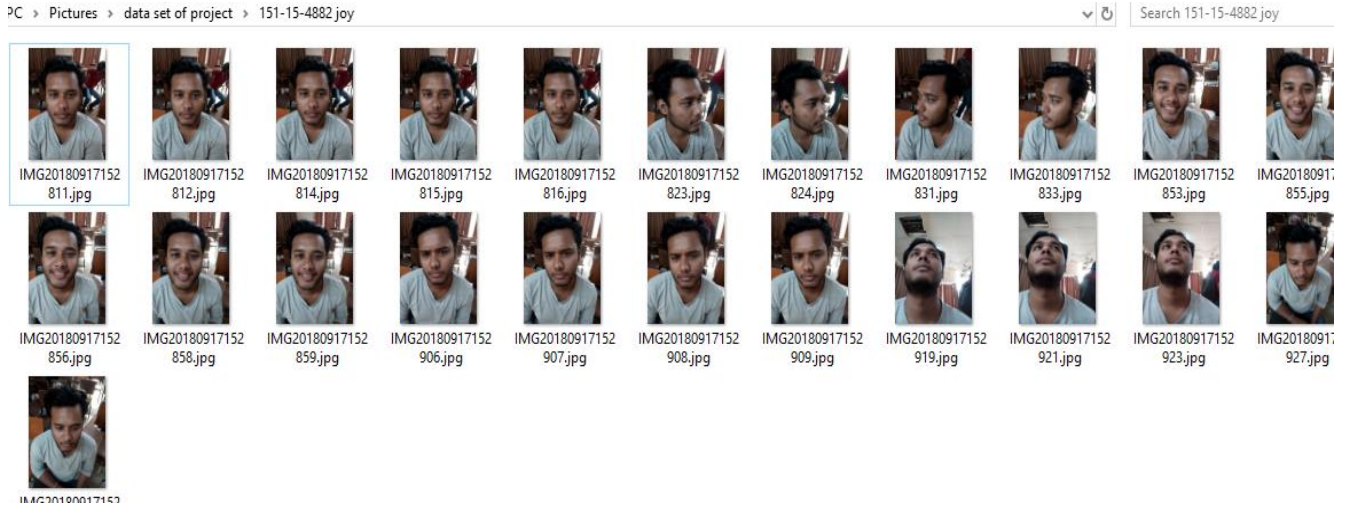 PC > Pictures > data set of project > 151-15-4882 joy
Search 151-15-4882 joy
IMG20180917152 IMG20180917152 IMG20180917152 IMG20180917152 IMG20180917152 IMG20180917152 IMG20180917152 IMG20180917152 IMG20180917152 IMG20180917152 IMG2018091
811.jpg 812.jpg 814.jpg 815.jpg 816.jpg 823.jpg 824.jpg 831.jpg 833.jpg 853.jpg 855.jpg
IMG20180917152 IMG20180917152 IMG20180917152 IMG20180917152 IMG20180917152 IMG20180917152 IMG20180917152 IMG20180917152 IMG20180917152 IMG20180917152 IMG2018091
856.jpg 858.jpg 859.jpg 906.jpg 907.jpg 908.jpg 909.jpg 919.jpg 921.jpg 923.jpg 927.jpg
IMG20180917152